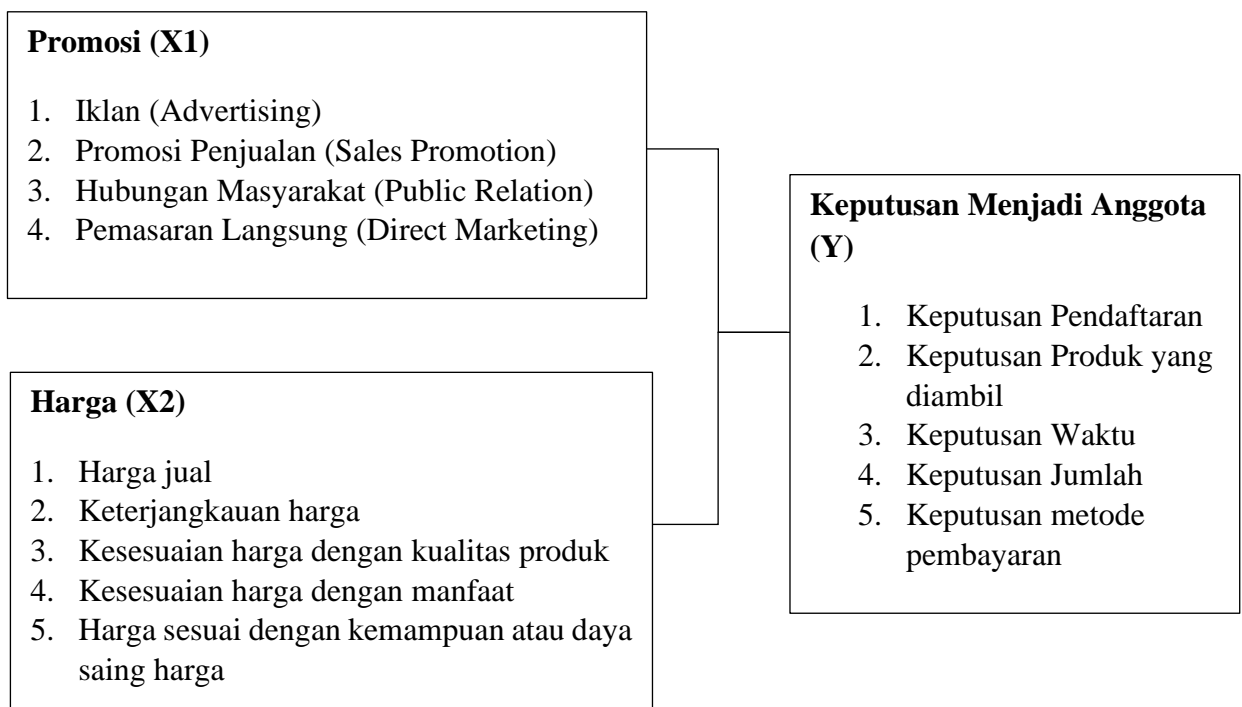 Promosi (X1)
1. Iklan (Advertising)
2. Promosi Penjualan (Sales Promotion)
3. Hubungan Masyarakat (Public Relation)
4. Pemasaran Langsung (Direct Marketing)
Harga (X2)
1. Harga jual
2. Keterjangkauan harga
3. Kesesuaian harga dengan kualitas produk
4. Kesesuaian harga dengan manfaat
5. Harga sesuai dengan kemampuan atau daya
saing harga
Keputusan Menjadi Anggota
(Y)
1. Keputusan Pendaftaran
2. Keputusan Produk yang
diambil
3. Keputusan Waktu
4. Keputusan Jumlah
5. Keputusan metode
pembayaran